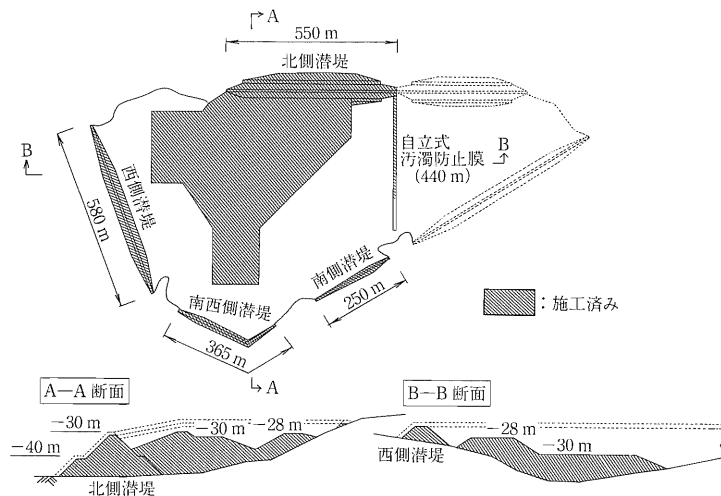 A
550 m
北側潜堤
B
西側潜堤
580 m
自立式
汚濁防止膜
(440 m)
B
南側潜堤
250 m
南西側潜堤
365 m
A
：施工済み
A－A 断面
－30 m
－30 m
－28 m
－40 m
北側潜堤
B－B 断面
－28 m
－30 m
西側潜堤